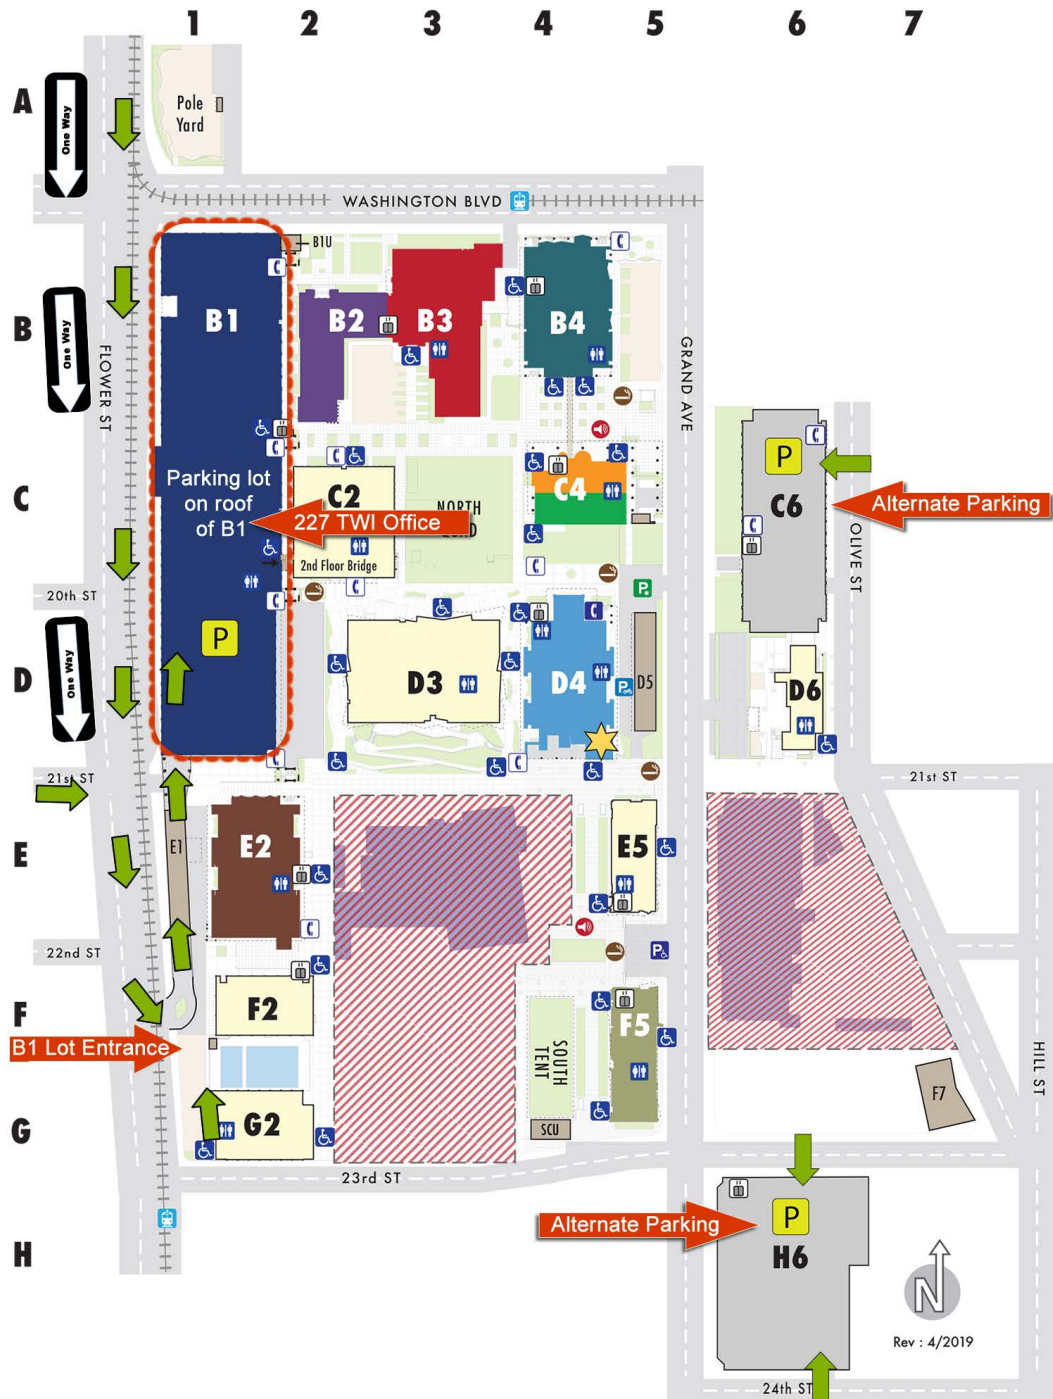 1 2 3 4 5 6 7
A
One Way
Pole
Yard
WASHINGTON BLVD
B1U
B
One Way
FLOWER ST
B1
B2
B3
B4
GRAND AVE
C
Parking lot
on roof
of B1
C2
227 TWI Office
2nd Floor Bridge
NORTH
QUAD
C4
P
C6
Alternate Parking
OLIVE ST
20th ST
P
D
One Way
P
D3
D4
P
D5
D6
21st ST
21st ST
E
E1
E2
E5
22nd ST
P
F
F2
F5
B1 Lot Entrance
SOUTH
TENT
HILL ST
F7
G
G2
SCU
23rd ST
H
Alternate Parking
P
H6
N
Rev : 4/2019
24th ST